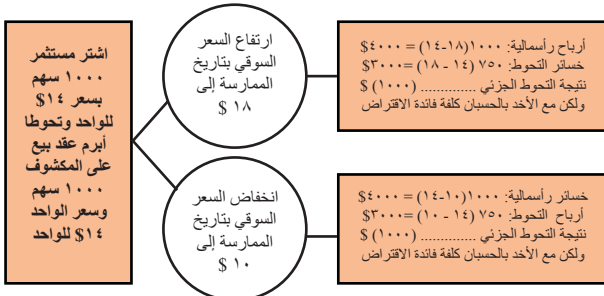 اشتر مستثمر
١٠٠٠ سهم
بسعر ١٤$
للواحد وتحوطا
أبرم عقد بيع
على المكشوف
١٠٠٠ سهم
وسعر الواحد
١٤$ للواحد
ارتفاع السعر
السوقي بتاريخ
الممارسة إلى
١٨ $
أرباح رأسمالية: ١٠٠٠(١٨-١٤) = ٤٠٠٠$
خسائر التحوط: ٧٥٠ (١٤ - ١٨) =٣٠٠٠$
نتيجة التحوط الجزئي .............. (١٠٠٠) $
ولكن مع الأخد بالحسبان كلفة فائدة الاقتراض
انخفاض السعر
السوقي بتاريخ
الممارسة إلى
١٠ $
خسائر رأسمالية: ١٠٠٠(١٠-١٤) = ٤٠٠٠$
أرباح التحوط: ٧٥٠ (١٤ - ١٠) =٣٠٠٠$
نتيجة التحوط الجزئي .............. (١٠٠٠) $
ولكن مع الأخد بالحسبان كلفة فائدة الاقتراض